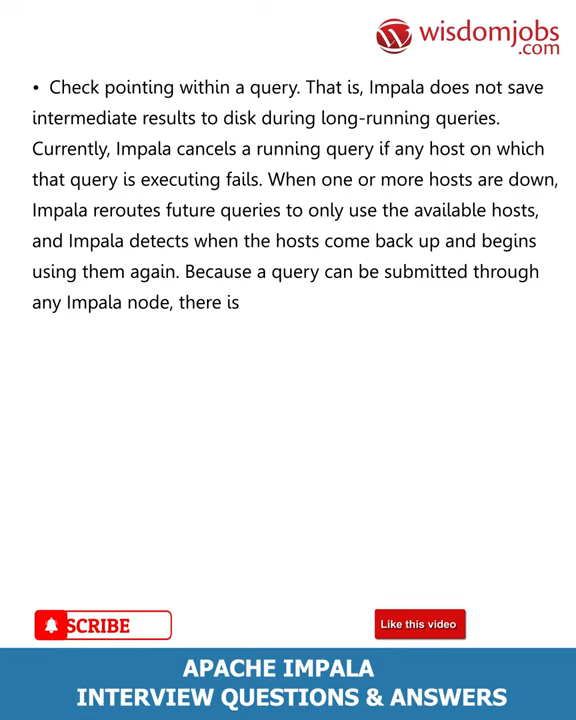 wisdomjobs
.com
• Check pointing within a query. That is, Impala does not save
intermediate results to disk during long-running queries.
Currently, Impala cancels a running query if any host on which
that query is executing fails. When one or more hosts are down,
Impala reroutes future queries to only use the available hosts,
and Impala detects when the hosts come back up and begins
using them again. Because a query can be submitted through
any Impala node, there is
SCRIBE
Like this video
APACHE IMPALA
INTERVIEW QUESTIONS & ANSWERS